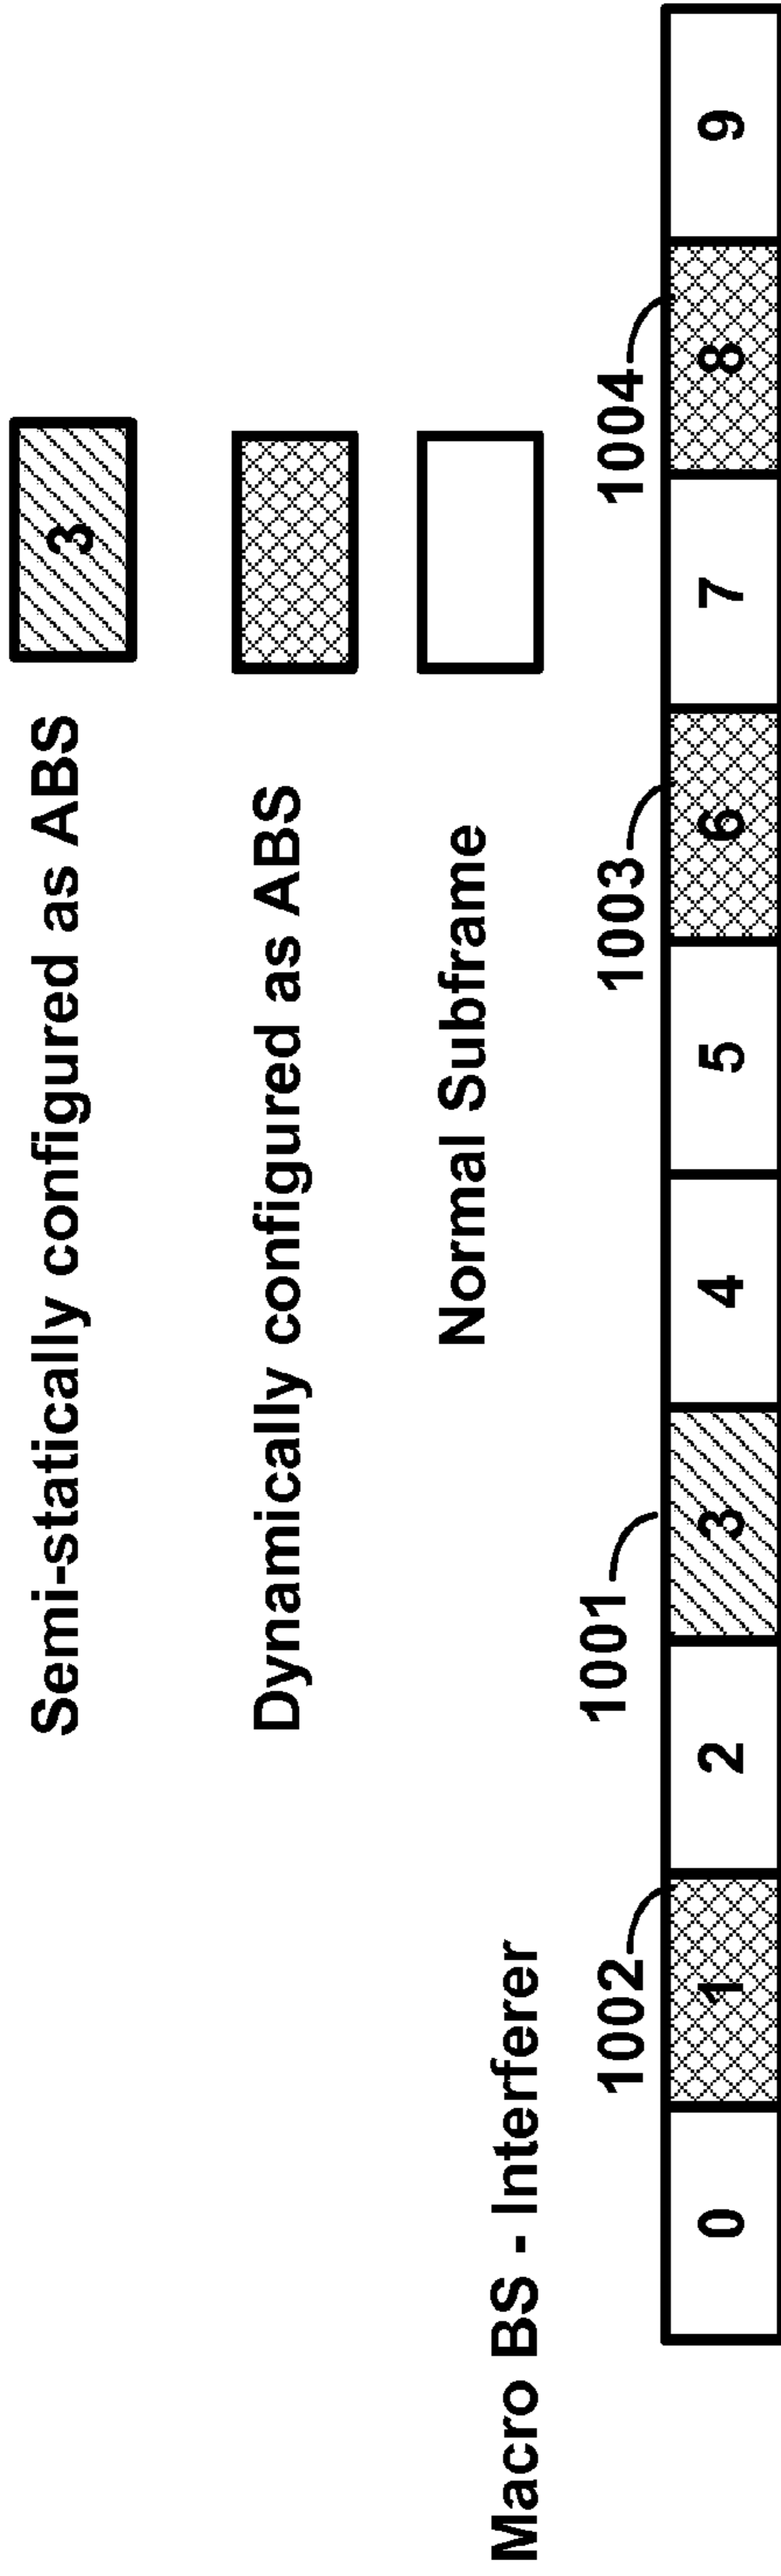 Semi-statically configured as ABS
3
Dynamically configured as ABS
Normal Subframe
Macro BS - Interferer
1002
1001
1003
1004
0 1 2 3 4 5 6 7 8 9